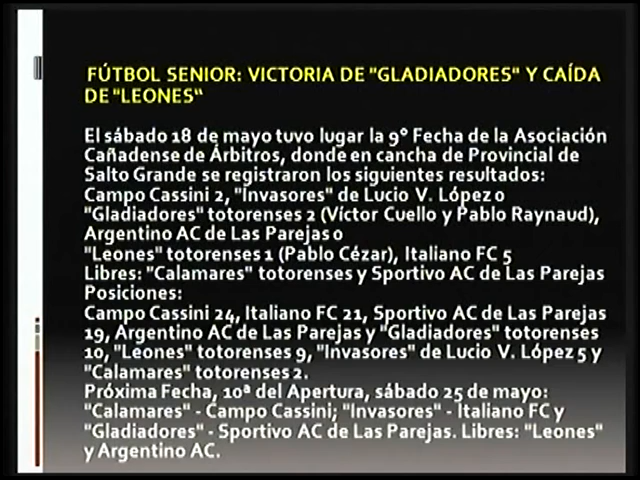 FÚTBOL SENIOR: VICTORIA DE "GLADIADORES" Y CAÍDA
DE "LEONES“
El sábado 18 de mayo tuvo lugar la 9° Fecha de la Asociación
Cañadense de Árbitros, donde en cancha de Provincial de
Salto Grande se registraron los siguientes resultados:
Campo Cassini 2, "Invasores" de Lucio V. López 0
"Gladiadores" totorenses 2 (Víctor Cuello y Pablo Raynaud),
Argentino AC de Las Parejas 0
"Leones" totorenses 1 (Pablo Cézar), Italiano FC 5
Libres: "Calamares" totorenses y Sportivo AC de Las Parejas
Posiciones:
Campo Cassini 24, Italiano FC 21, Sportivo AC de Las Parejas
19, Argentino AC de Las Parejas y "Gladiadores" totorenses
10, "Leones" totorenses 9, "Invasores" de Lucio V. López 5 y
"Calamares" totorenses 2.
Próxima Fecha, 10ª del Apertura, sábado 25 de mayo:
"Calamares" - Campo Cassini; "Invasores" - Italiano FC y
"Gladiadores" - Sportivo AC de Las Parejas. Libres: "Leones"
y Argentino AC.